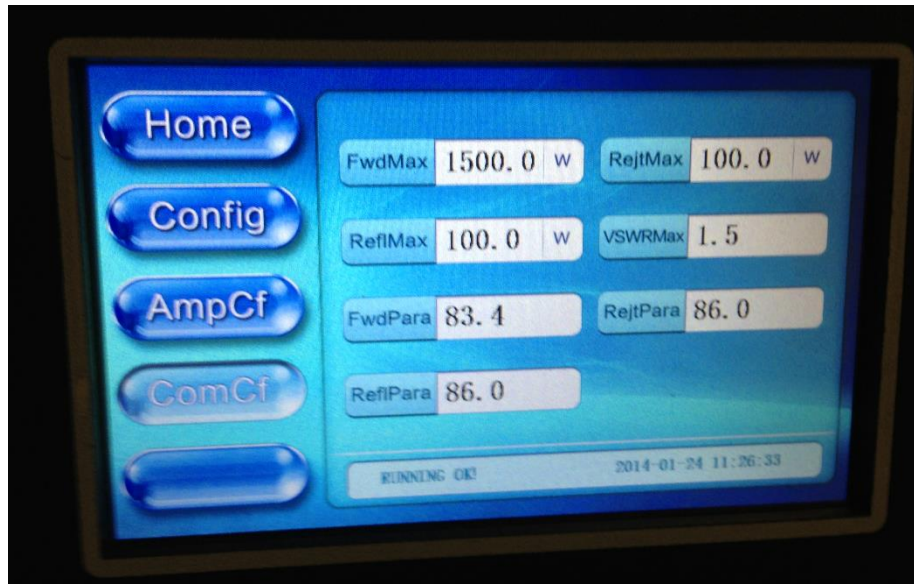 Home
Config
AmpCf
ComCf
FwdMax 1500.0 W RejtMax 100.0 W
ReflMax 100.0 W VSWRMax 1.5
FwdPara 83.4 RejtPara 86.0
ReflPara 86.0
RUNNING OK! 2014-01-24 11:26:33